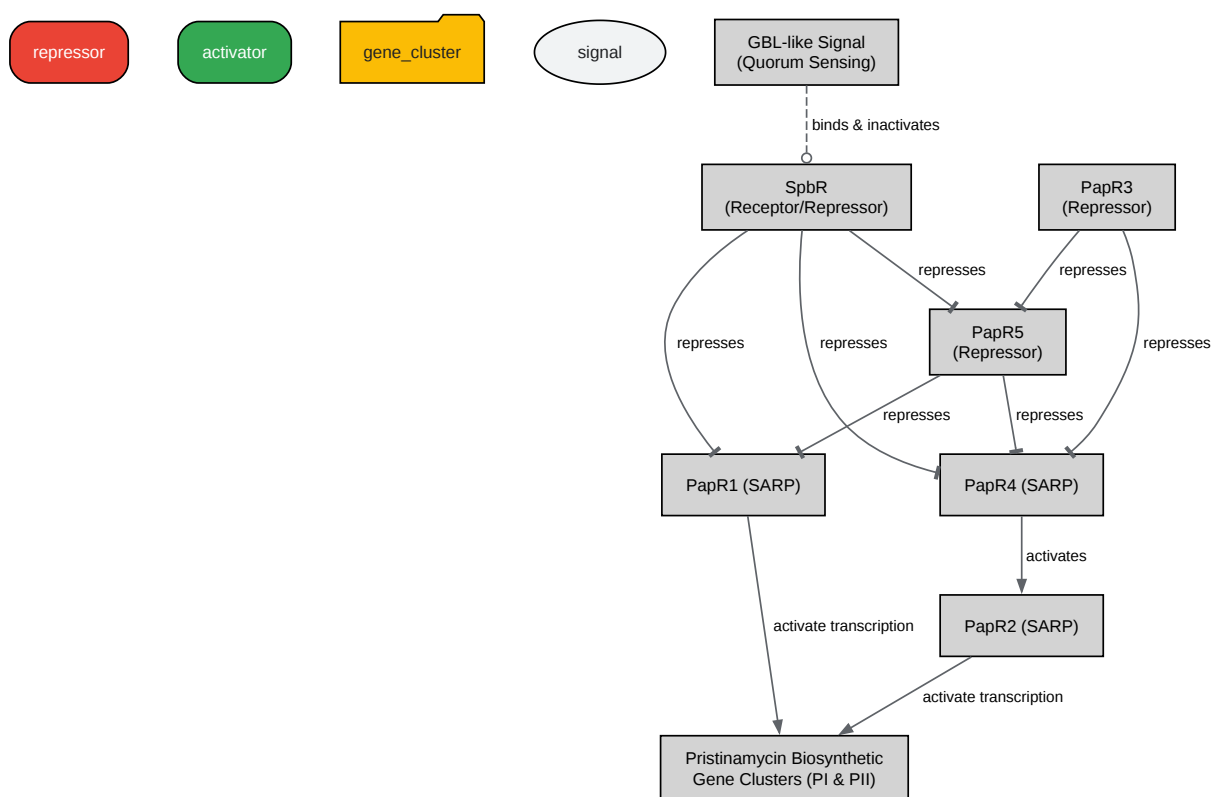 repressor
activator
gene_cluster
signal
GBL-like Signal
(Quorum Sensing)
binds & inactivates
SpbR
(Receptor/Repressor)
PapR3
(Repressor)
represses
represses
PapR5
(Repressor)
represses
represses
represses
represses
represses
PapR1 (SARP)
PapR4 (SARP)
activates
activate transcription
PapR2 (SARP)
activate transcription
Pristinamycin Biosynthetic
Gene Clusters (PI & PII)